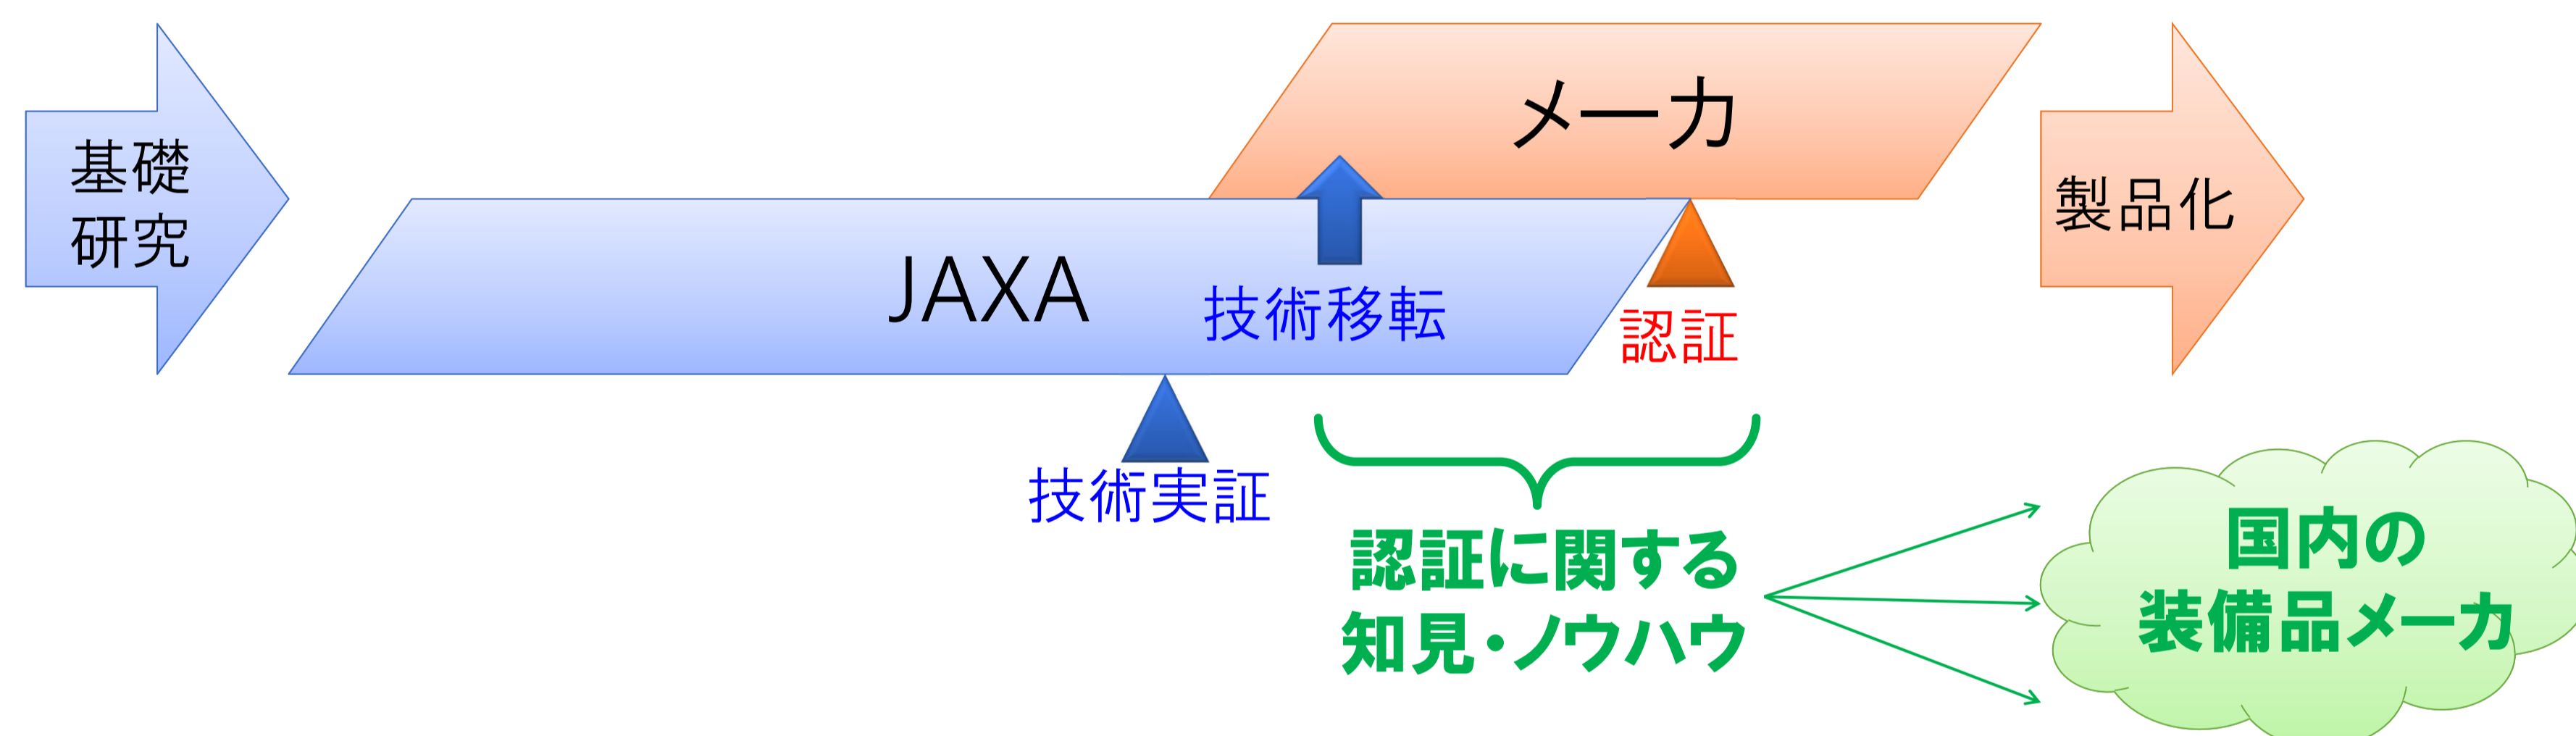 基礎
研究
JAXA
技術移転
メーカ
認証
製品化
技術実証
認証に関する
知見・ノウハウ
国内の
装備品メーカ